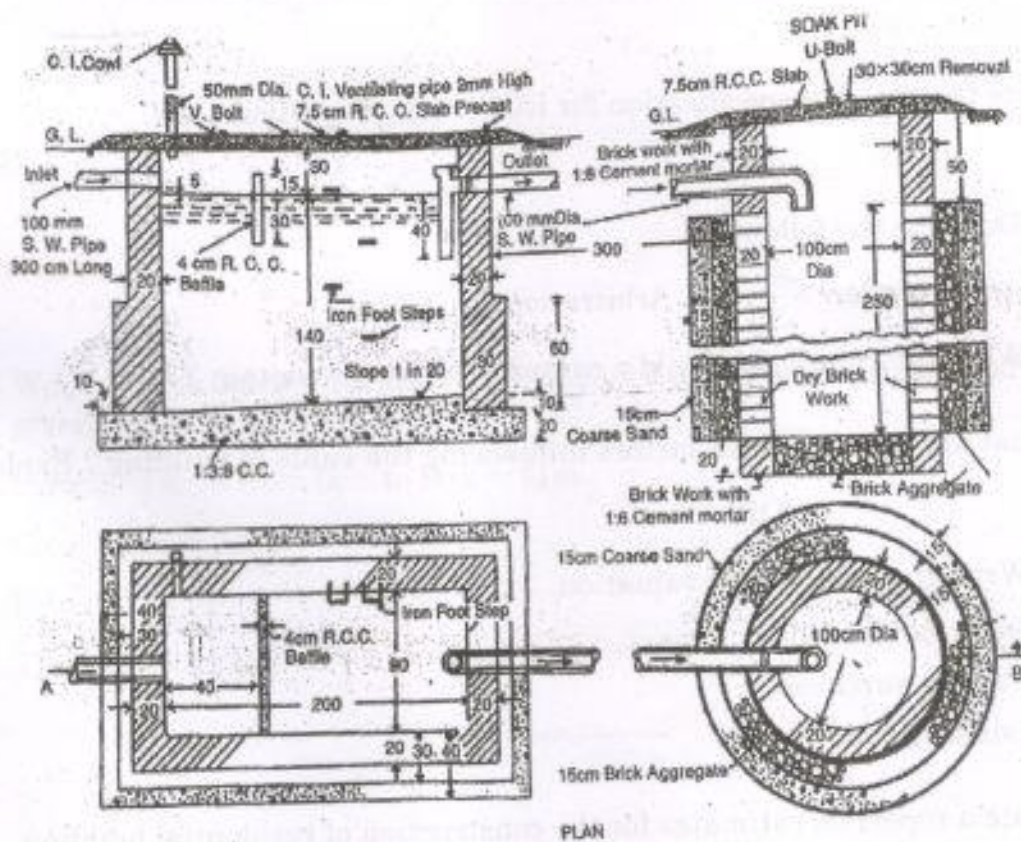 SOAK PIT
U-Bolt
C. I. Cowl
50mm Dia. C. I. Ventilating pipe 2mm High
7.5cm R.C.C. Slab
30×30cm Removal
V. Bolt
7.5cm R. C. C. Slab Precast
G. L.
G.L.
Inlet
Outlet
Brick work with
1:6 Cement mortar
5
15
30
30
40
20
20
50
100 mm
S. W. Pipe
300 cm Long
4 cm R. C. C.
Baffle
100 mmDia.
S. W. Pipe
300
20
20
20
100cm
Dia
20
15
250
Iron Foot Steps
140
60
30
10
Slope 1 in 20
20
Dry Brick
Work
15cm
Coarse Sand
20
1:3:6 C.C.
Brick Work with
1:6 Cement mortar
Brick Aggregate
15cm Coarse Sand
40
30
20
Iron Foot Step
4cm R.C.C.
Baffle
90
A
40
200
20
20
20
30
40
100cm Dia
20
20
15
15
B
15cm Brick Aggregate
PLAN